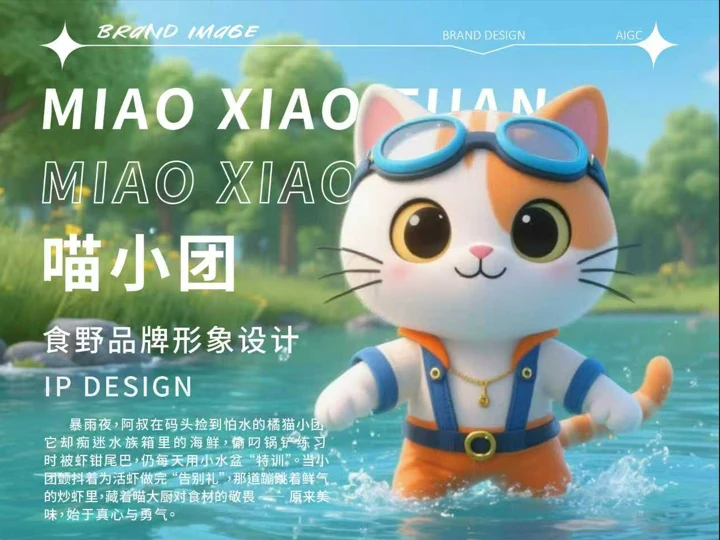 BRAND IMAGE
BRAND DESIGN
AIGC
MIAO XIAO TUAN
MIAO XIAO
喵小团
食野品牌形象设计
IP DESIGN
暴雨夜，阿叔在码头捡到怕水的橘猫小团，
它却痴迷水族箱里的海鲜，偷叼锅铲练习
时被虾钳尾巴，仍每天用小水盆“特训”。当小
团颤抖着为活虾做完“告别礼”，那道蹦跳着鲜气
的炒虾里，藏着喵大厨对食材的敬畏——原来美
味，始于真心与勇气。